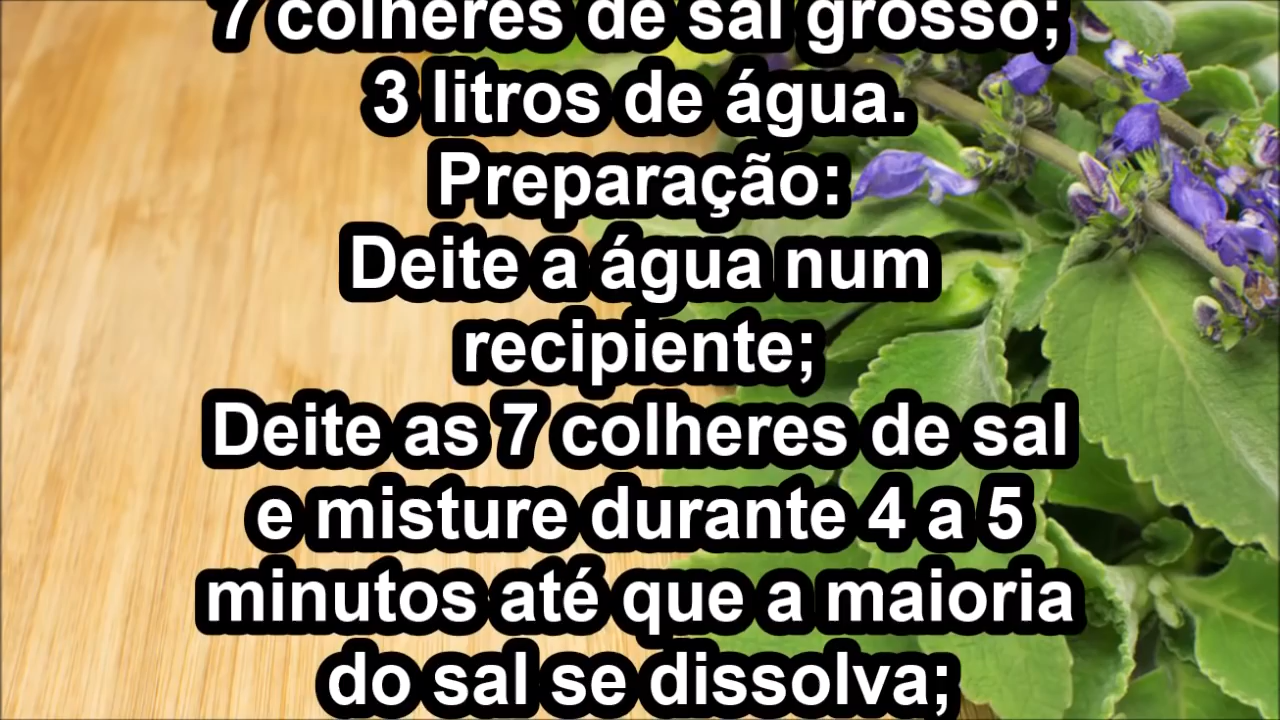 7 colheres de sal grosso;
3 litros de água.
Preparação:
Deite a água num
recipiente;
Deite as 7 colheres de sal
e misture durante 4 a 5
minutos até que a maioria
do sal se dissolva;